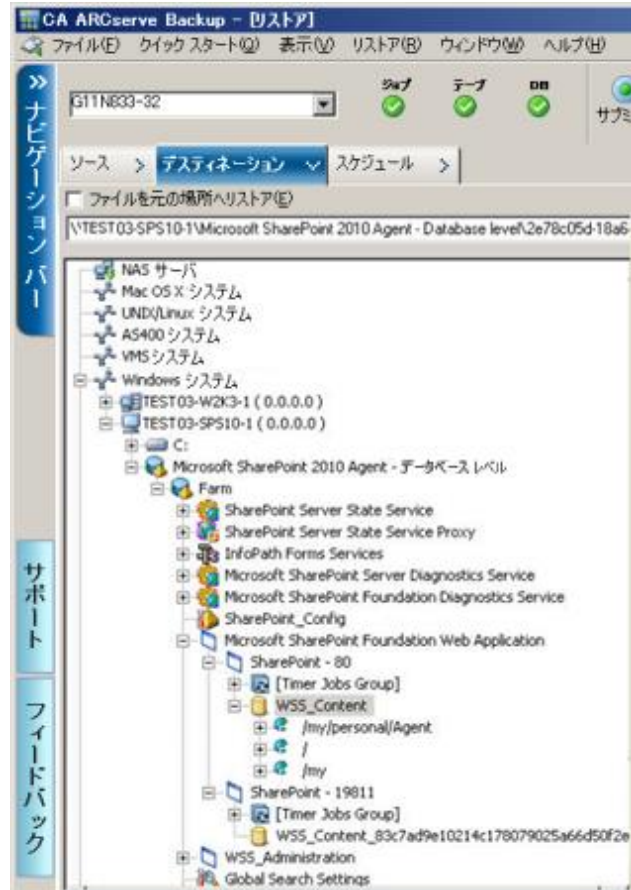 CA ARCserve Backup - [リストア]
ファイル(F) クイック スタート(Q) 表示(V) リストア(R) ウィンドウ(W) ヘルプ(H)
ナビゲーション バー
サポート
フィードバック
G11N833-32
ジョブ テープ DB
サブミ
ソース デスティネーション スケジュール
ファイルを元の場所へリストア(E)
\\TEST03-SPS10-1\Microsoft SharePoint 2010 Agent - Database level\2e78c05d-18a6-
NAS サーバ
Mac OS X システム
UNIX/Linux システム
AS400 システム
VMS システム
Windows システム
TEST03-W2K3-1 ( 0.0.0.0 )
TEST03-SPS10-1 ( 0.0.0.0 )
C:
Microsoft SharePoint 2010 Agent - データベース レベル
Farm
SharePoint Server State Service
SharePoint Server State Service Proxy
InfoPath Forms Services
Microsoft SharePoint Server Diagnostics Service
Microsoft SharePoint Foundation Diagnostics Service
SharePoint_Config
Microsoft SharePoint Foundation Web Application
SharePoint - 80
[Timer Jobs Group]
WSS_Content
/my/personal/Agent
/
/my
SharePoint - 19811
[Timer Jobs Group]
WSS_Content_83c7ad9e10214c178079025a66d50f2e
WSS_Administration
Global Search Settings